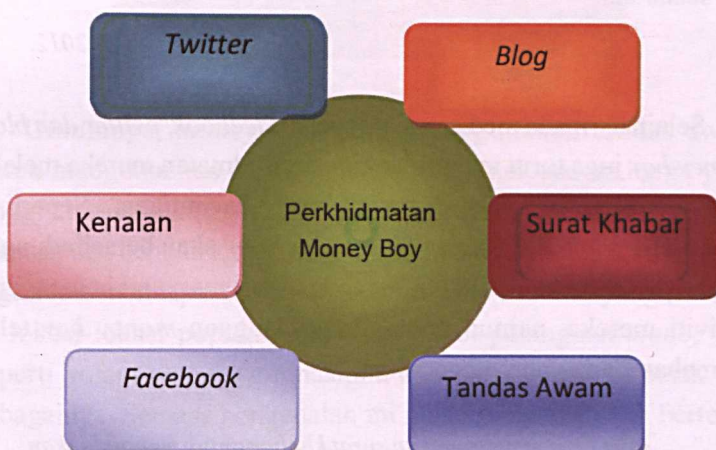 Twitter
Blog
Kenalan
Perkhidmatan
Money Boy
Surat Khabar
Facebook
Tandas Awam